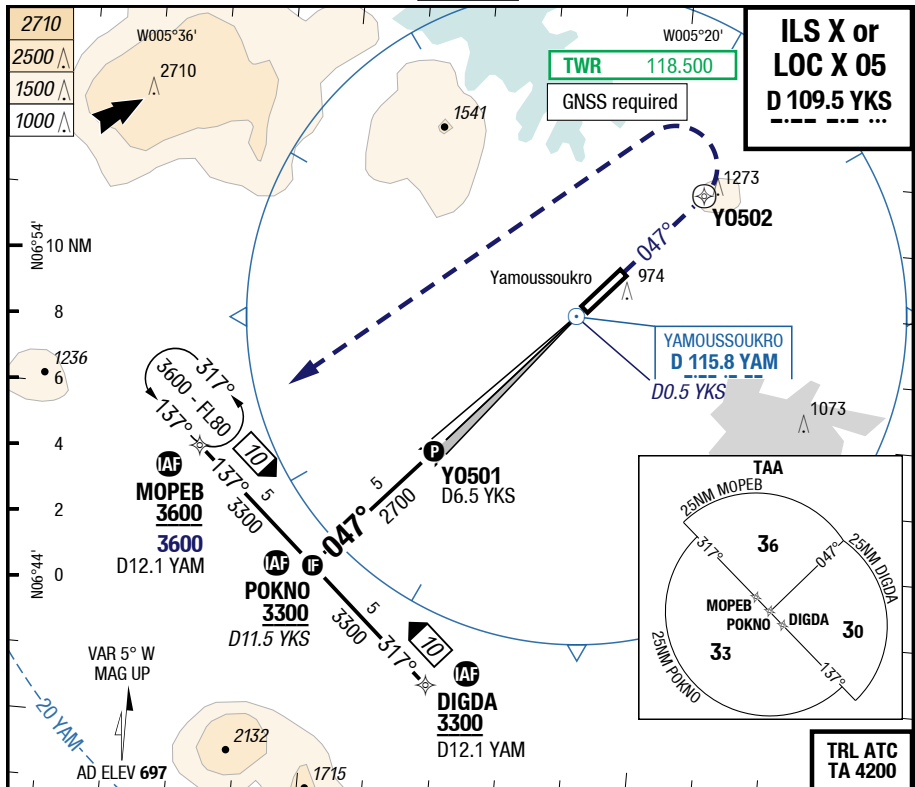 2710
2500
1500
1000
W005°36'
2710
1541
W005°20'
TWR 118.500
GNSS required
ILS X or
LOC X 05
D 109.5 YKS
1273
YO502
047°
N06°54'
10 NM
8
6
4
2
0
N06°44'
Yamoussoukro
974
YAMOUSSOUKRO
D 115.8 YAM
D0.5 YKS
1236
317°
3600 - FL80
137°
10
137°
5
3300
IAF
MOPEB
3600
3600
D12.1 YAM
P
YO501
D6.5 YKS
5
2700
047°
IAF
IF
POKNO
3300
D11.5 YKS
5
3300
317°
10
IAF
DIGDA
3300
D12.1 YAM
1073
TAA
25NM MOPEB
36
317°
047°
25NM DIGDA
MOPEB
POKNO
DIGDA
30
33
137°
25NM POKNO
VAR 5° W
MAG UP
20 YAM
AD ELEV 697
2132
1715
TRL ATC
TA 4200